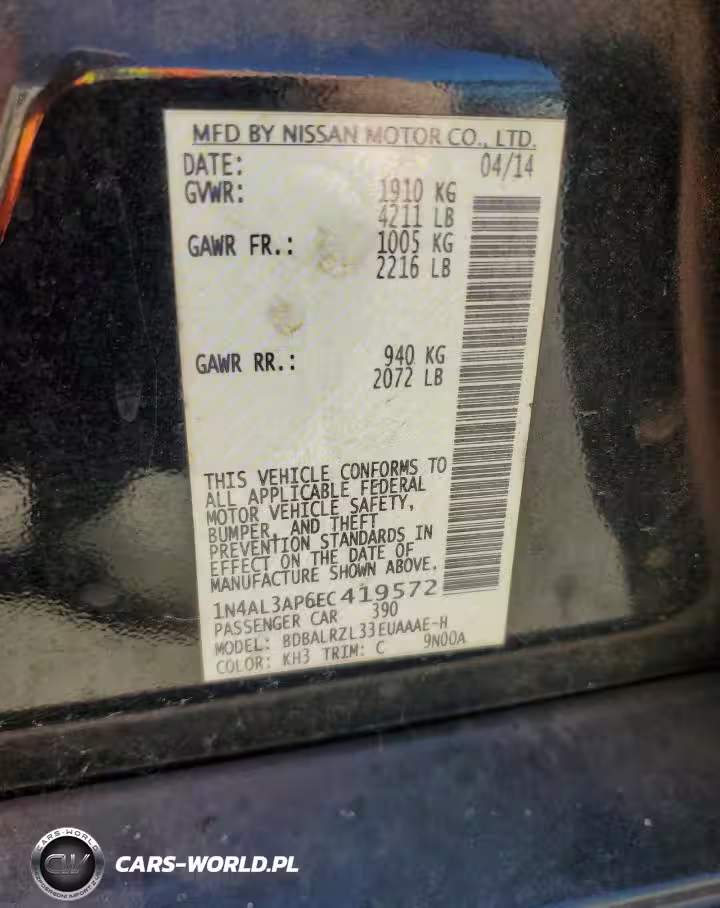 MFD BY NISSAN MOTOR CO., LTD.
DATE: 04/14
GVWR: 1910 KG
4211 LB
GAWR FR.: 1005 KG
2216 LB
GAWR RR.: 940 KG
2072 LB
THIS VEHICLE CONFORMS TO
ALL APPLICABLE FEDERAL
MOTOR VEHICLE SAFETY,
BUMPER, AND THEFT
PREVENTION STANDARDS IN
EFFECT ON THE DATE OF
MANUFACTURE SHOWN ABOVE.
1N4AL3AP6EC419572
PASSENGER CAR 390
MODEL: BDBALRZL33EUAAAE-H
COLOR: KH3 TRIM: C 9N00A
CARS-WORLD
CW
CARS-WORLD.PL